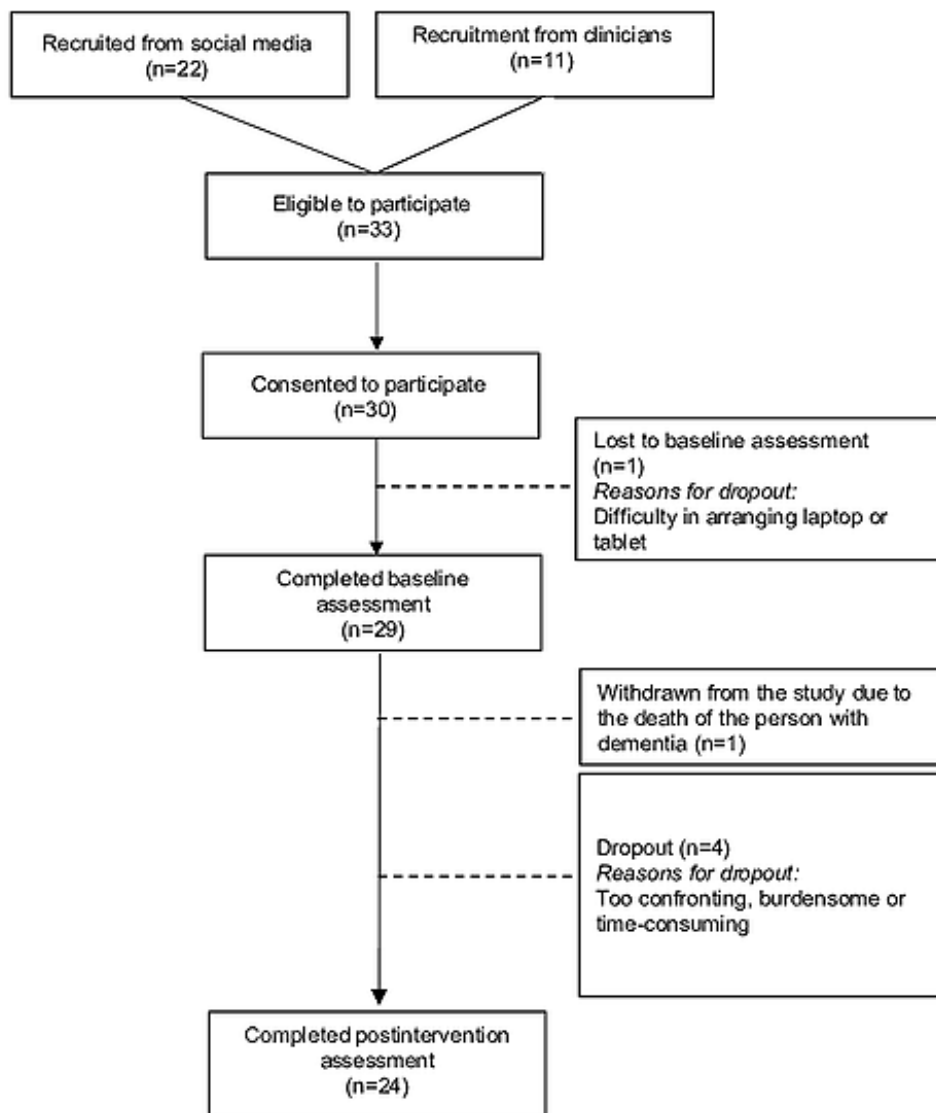 Recruited from social media
(n=22)
Recruitment from clinicians
(n=11)
Eligible to participate
(n=33)
Consented to participate
(n=30)
Lost to baseline assessment
(n=1)
Reasons for dropout:
Difficulty in arranging laptop or
tablet
Completed baseline
assessment
(n=29)
Withdrawn from the study due to
the death of the person with
dementia (n=1)
Dropout (n=4)
Reasons for dropout:
Too confronting, burdensome or
time-consuming
Completed postintervention
assessment
(n=24)